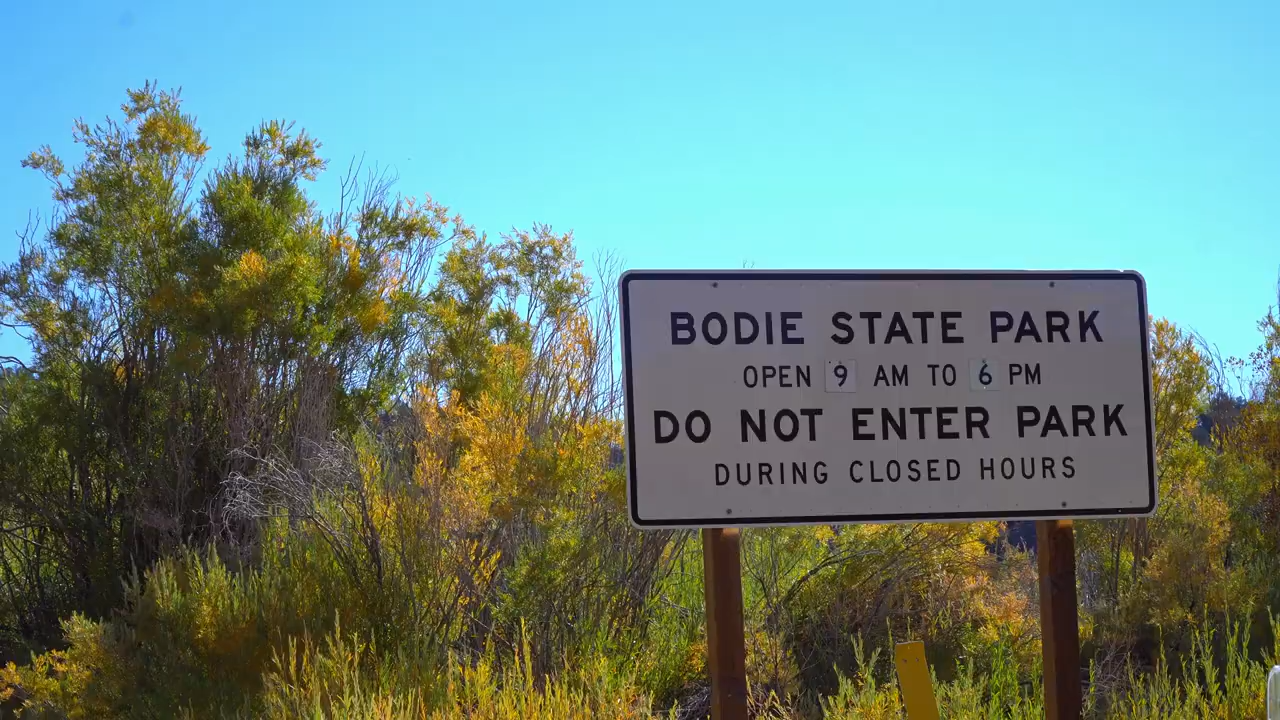 BODIE STATE PARK
OPEN 9 AM TO 6 PM
DO NOT ENTER PARK
DURING CLOSED HOURS